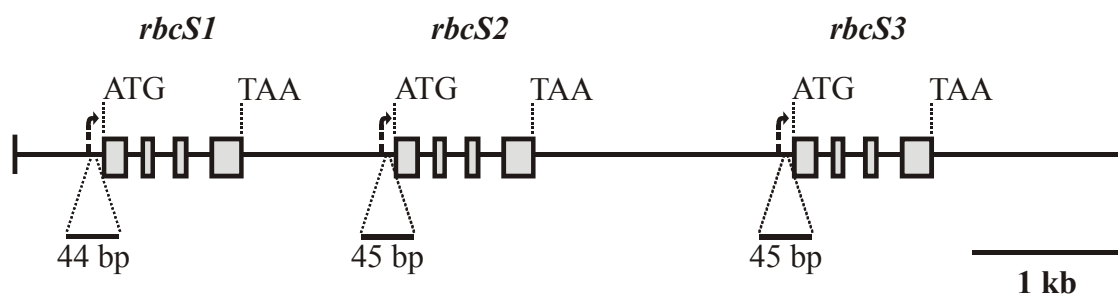 rbcS1 rbcS2 rbcS3
ATG TAA ATG TAA ATG TAA
44 bp 45 bp 45 bp
1 kb